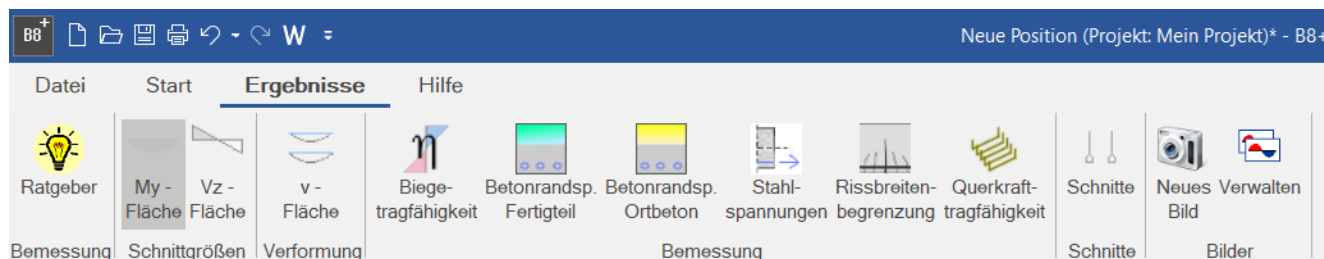 B8+ W Neue Position (Projekt: Mein Projekt)* - B8+
Datei Start Ergebnisse Hilfe
η
Ratgeber My - Vz - v - Biege- Betonrandsp. Betonrandsp. Stahl- Rissbreiten- Querkraft- Schnitte Neues Verwalten
Fläche Fläche Fläche tragfähigkeit Fertigteil Ortbeton spannungen begrenzung tragfähigkeit Bild
Bemessung Schnittgrößen Verformung Bemessung Schnitte Bilder